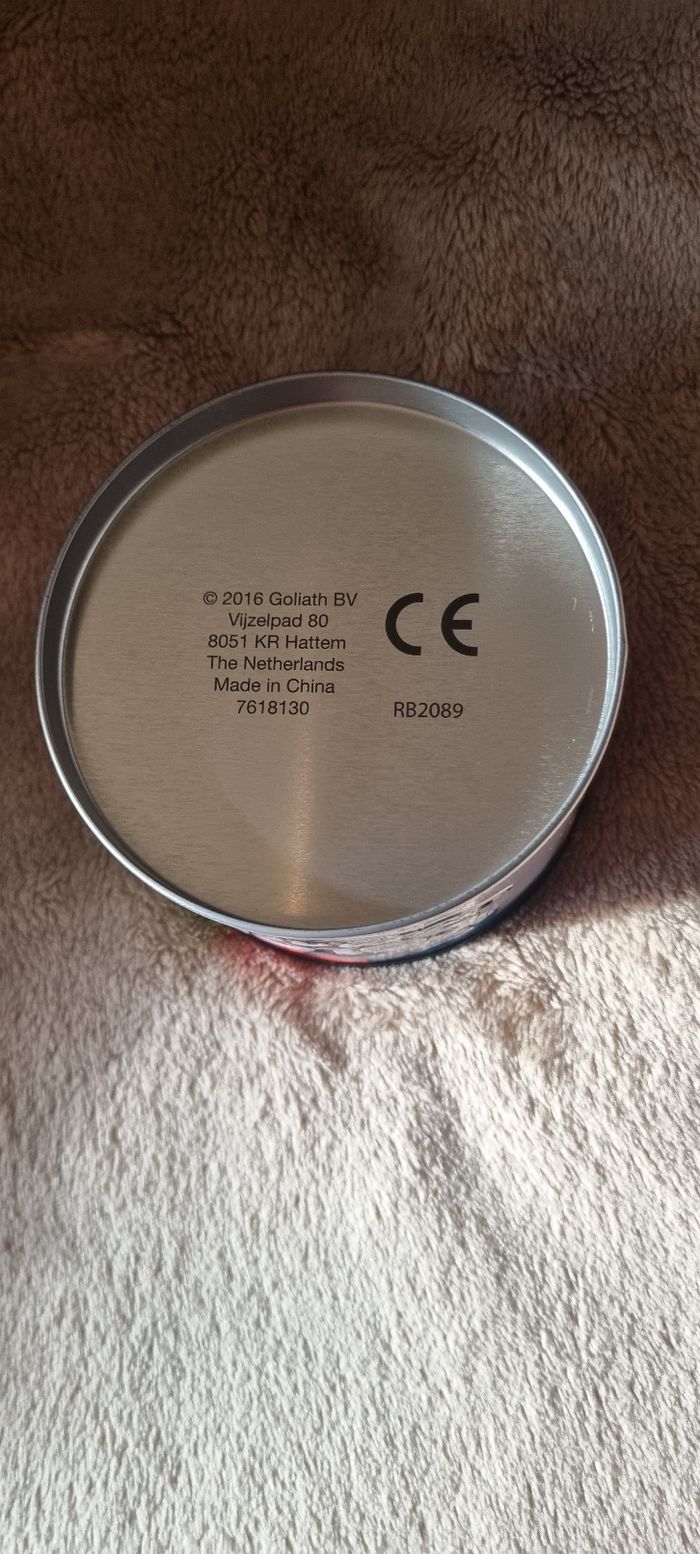 © 2016 Goliath BV
Vijzelpad 80
8051 KR Hattem
The Netherlands
Made in China
7618130
CE
RB2089